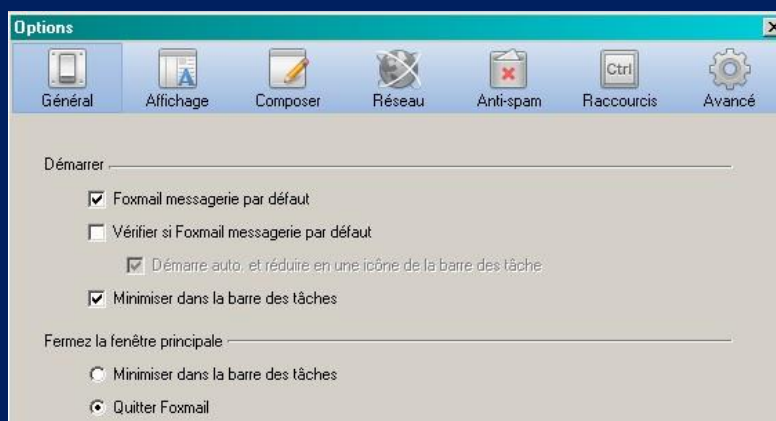 Options
Général Affichage Composer Réseau Anti-spam Ctrl Raccourcis Avancé
Démarrer
Foxmail messagerie par défaut
Vérifier si Foxmail messagerie par défaut
Démarre auto. et réduire en une icône de la barre des tâche
Minimiser dans la barre des tâches
Fermez la fenêtre principale
Minimiser dans la barre des tâches
Quitter Foxmail